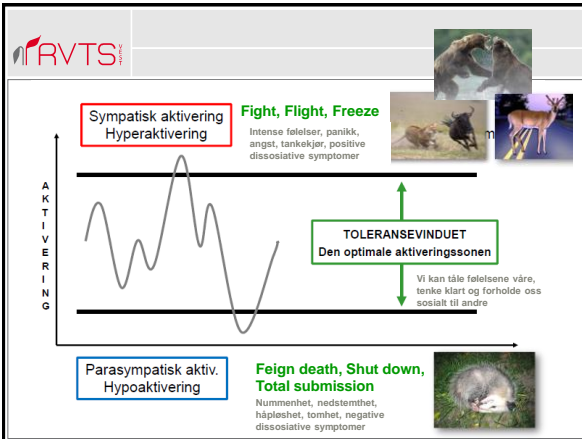 RVTS VEST
Sympatisk aktivering
Hyperaktivering
Fight, Flight, Freeze
Intense følelser, panikk,
angst, tankekjør, positive
dissosiative symptomer
m
AKTIVERING
TOLERANSEVINDUET
Den optimale aktiveringssonen
Vi kan tåle følelsene våre,
tenke klart og forholde oss
sosialt til andre
Parasympatisk aktiv.
Hypoaktivering
Feign death, Shut down,
Total submission
Nummenhet, nedstemthet,
håpløshet, tomhet, negative
dissosiative symptomer